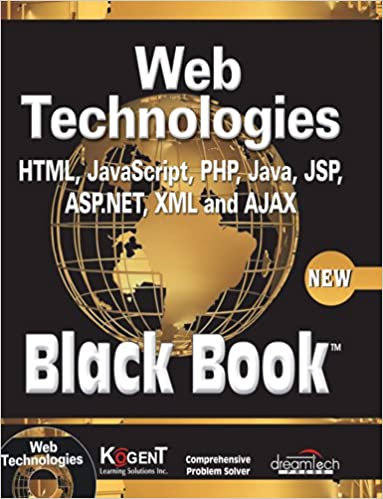 Web
Technologies
HTML, JavaScript, PHP, Java, JSP,
ASP.NET, XML and AJAX
NEW
Black Book™
Web
Technologies
KOGENT
Learning Solutions Inc.
Comprehensive
Problem Solver
dreamtech
PRESS